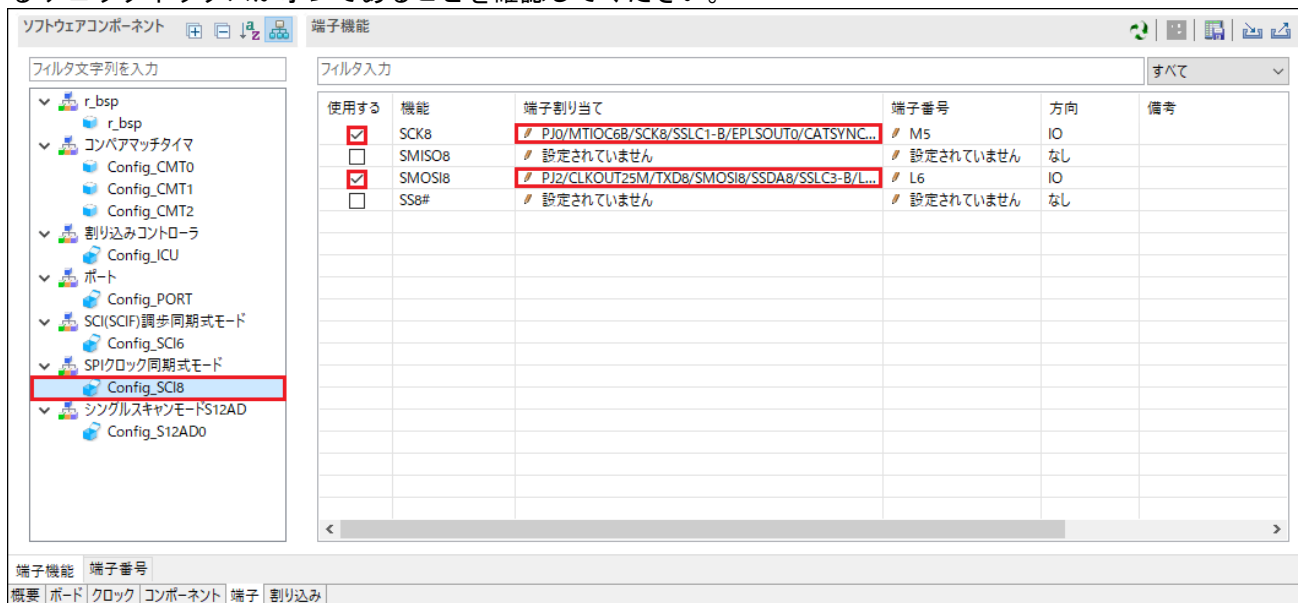 ソフトウェアコンポーネント
端子機能
フィルタ文字列を入力
フィルタ入力
すべて
r_bsp
r_bsp
コンペアマッチタイマ
Config_CMT0
Config_CMT1
Config_CMT2
割り込みコントローラ
Config_ICU
ポート
Config_PORT
SCI(SCIF)調歩同期式モード
Config_SCI6
SPIクロック同期式モード
Config_SCI8
シングルスキャンモードS12AD
Config_S12AD0
使用する 機能 端子割り当て 端子番号 方向 備考
SCK8 PJ0/MTIOC6B/SCK8/SSLC1-B/EPLSOUT0/CATSYNC... M5 IO
SMISO8 設定されていません 設定されていません なし
SMOSI8 PJ2/CLKOUT25M/TXD8/SMOSI8/SSDA8/SSLC3-B/L... L6 IO
SS8# 設定されていません 設定されていません なし
端子機能 端子番号
概要 ボード クロック コンポーネント 端子 割り込み